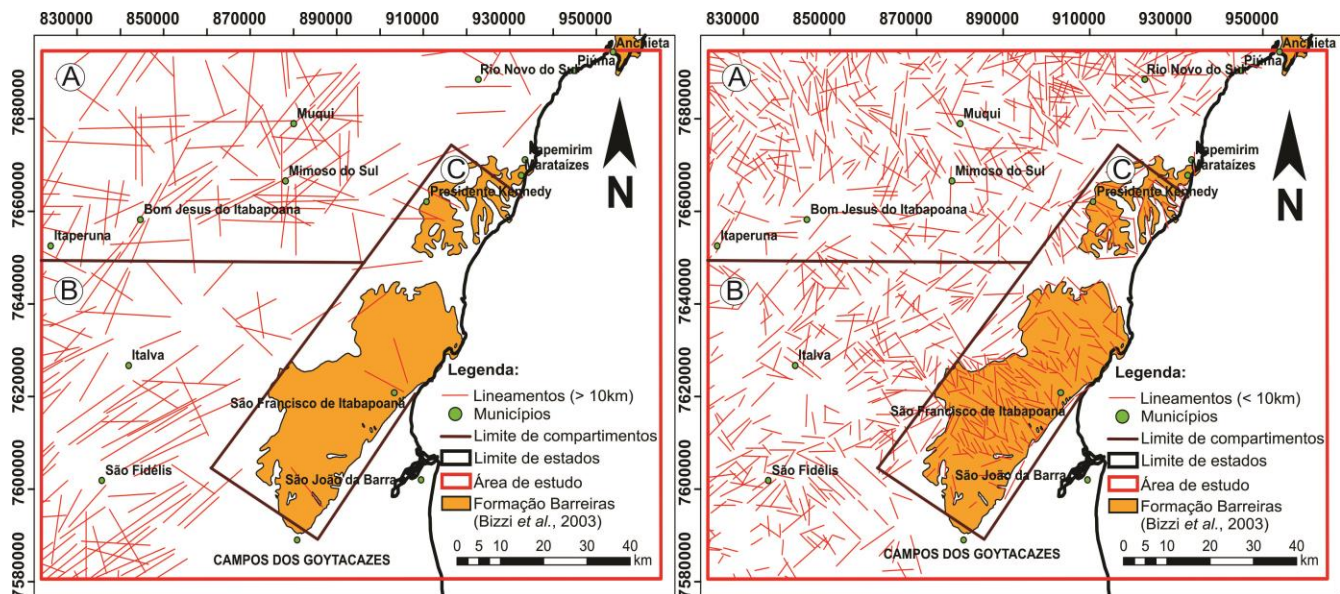 830000 850000 870000 890000 910000 930000 950000
7680000
7660000
7640000
7620000
7600000
7580000
A
B
C
Anchieta
Piúma
Rio Novo do Sul
Muqui
Itapemirim
Marataízes
Mimoso do Sul
Presidente Kennedy
Bom Jesus do Itabapoana
Itaperuna
N
Italva
São Francisco de Itabapoana
São Fidélis
São João da Barra
CAMPOS DOS GOYTACAZES
Legenda:
Lineamentos (> 10km)
Municípios
Limite de compartimentos
Limite de estados
Área de estudo
Formação Barreiras
(Bizzi et al., 2003)
0 5 10 20 30 40
km
830000 850000 870000 890000 910000 930000 950000
7680000
7660000
7640000
7620000
7600000
7580000
A
B
C
Anchieta
Piúma
Rio Novo do Sul
Muqui
Itapemirim
Marataízes
Mimoso do Sul
Presidente Kennedy
Bom Jesus do Itabapoana
Itaperuna
N
Italva
São Francisco de Itabapoana
São Fidélis
São João da Barra
CAMPOS DOS GOYTACAZES
Legenda:
Lineamentos (< 10km)
Municípios
Limite de compartimentos
Limite de estados
Área de estudo
Formação Barreiras
(Bizzi et al., 2003)
0 5 10 20 30 40
km